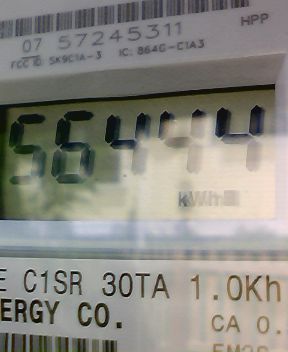 HPP
07 57245311
FCC ID: SK9C1A-3 IC: 864G-C1A3
56444
kWh
E C1SR 30TA 1.0Kh
ERGY CO.
CA 0.